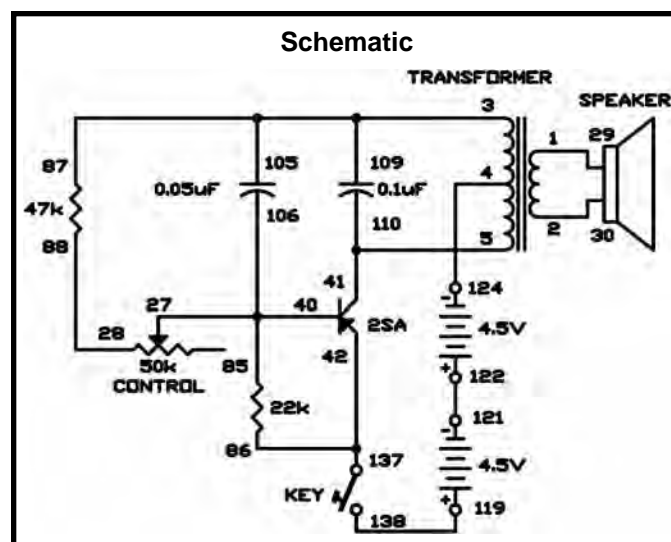 Schematic
TRANSFORMER
3
SPEAKER
87
105
109
4
1
29
47k
0.05uF
0.1uF
88
106
110
5
2
30
41
124
27
40
-
28
2SA
4.5V
85
42
50k
+
122
CONTROL
22k
121
-
86
137
4.5V
KEY
+
119
138